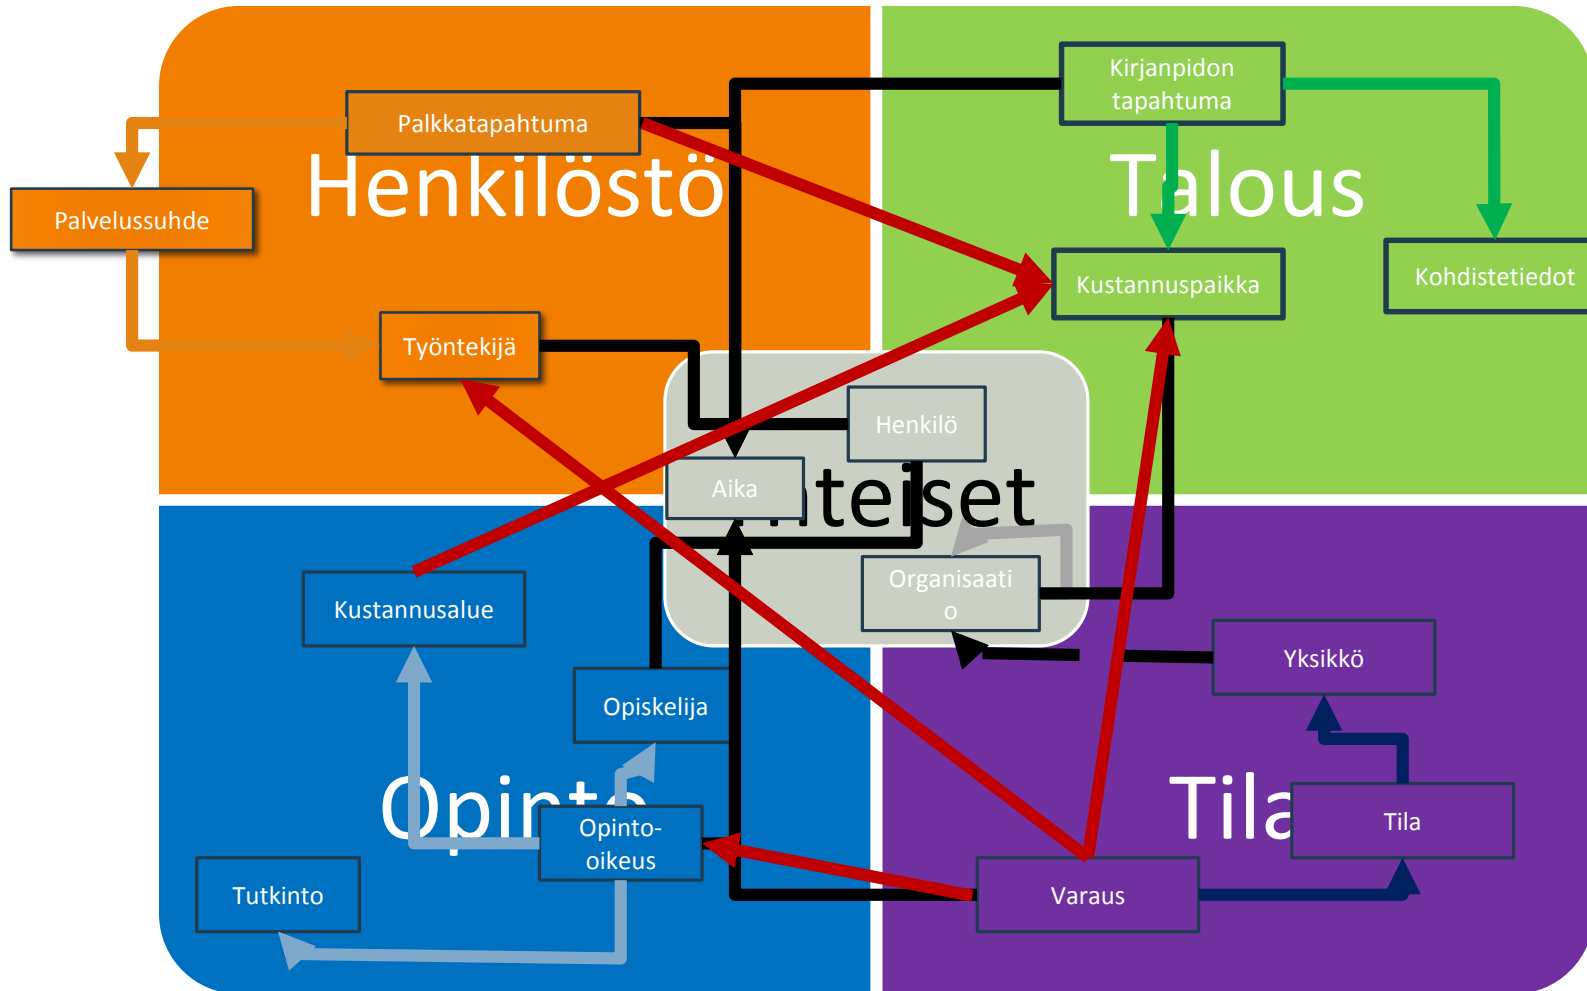 Kirjanpidon
tapahtuma
Palkkatapahtuma
Henkilöstö
Talous
Palvelussuhde
Kustannuspaikka
Kohdistetiedot
Työntekijä
Henkilö
Aika
Organisaati
o
Kustannusalue
Yksikkö
Opiskelija
Opinto
Tila
Opinto-
oikeus
Tila
Tutkinto
Varaus